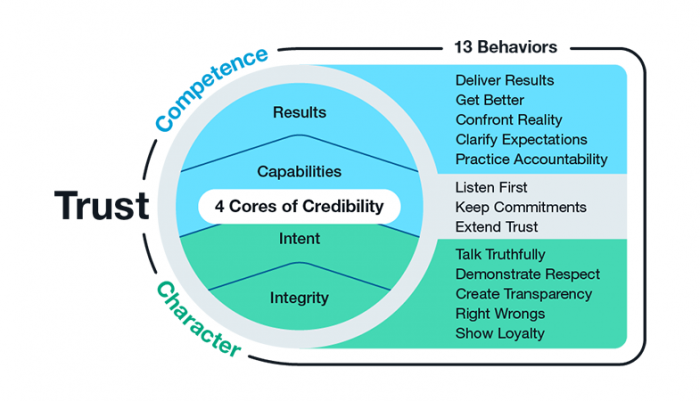 Trust
Competence
Character
Results
Capabilities
4 Cores of Credibility
Intent
Integrity
13 Behaviors
Deliver Results
Get Better
Confront Reality
Clarify Expectations
Practice Accountability
Listen First
Keep Commitments
Extend Trust
Talk Truthfully
Demonstrate Respect
Create Transparency
Right Wrongs
Show Loyalty